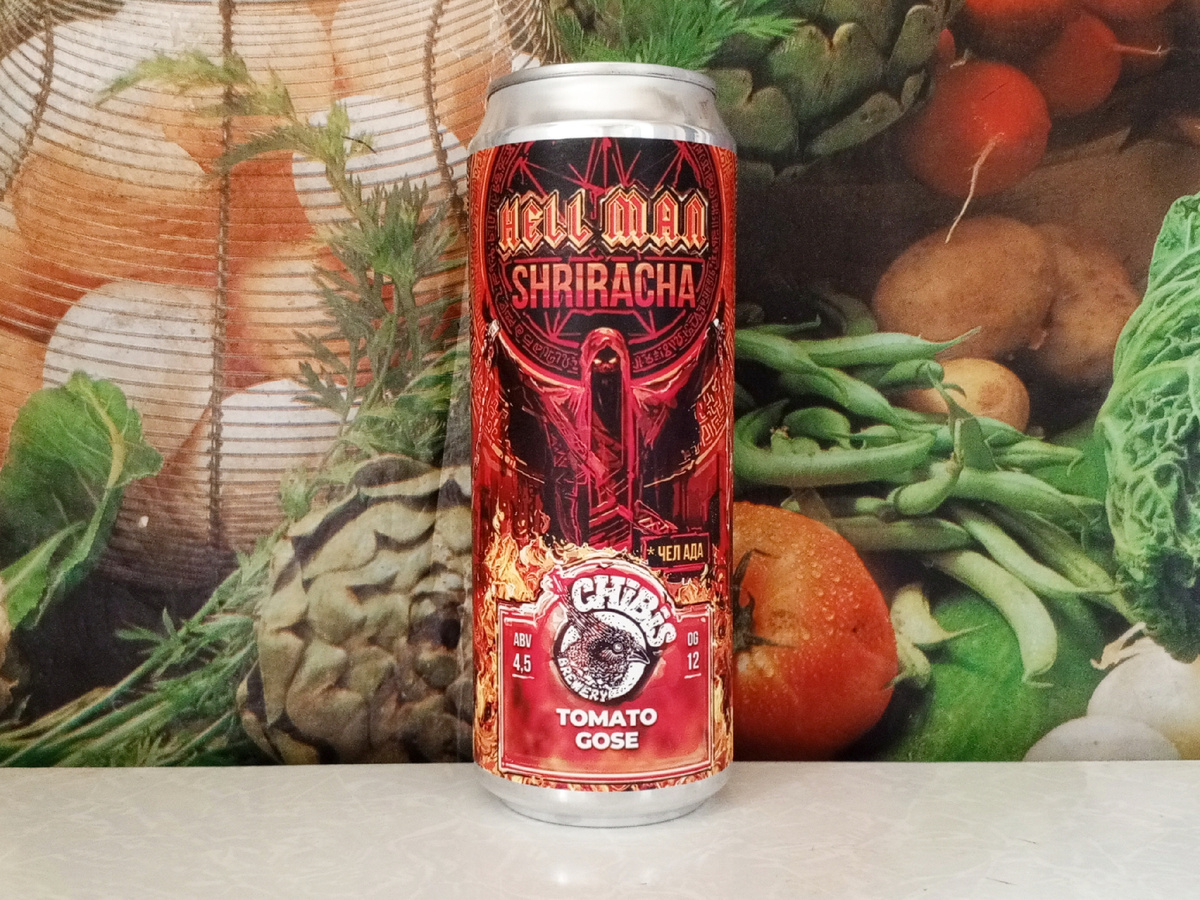 HELL MAN
SHRIRACHA
* ЧЕЛ АДА
CHIBIS
BREWERY
ABV
4,5
OG
12
TOMATO
GOSE